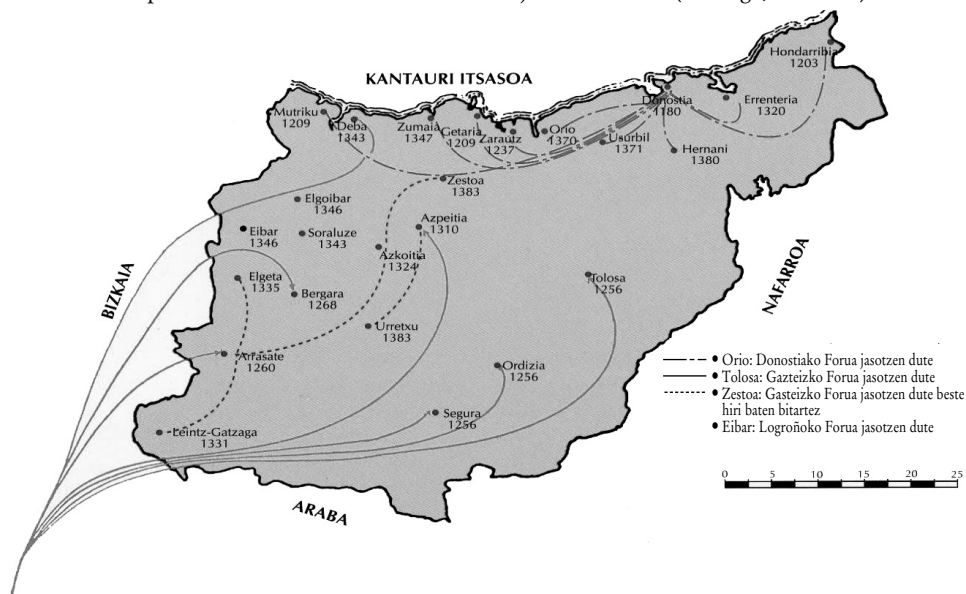 Hondarribia
1203
KANTAURI ITSASOA
Donostia
1180
Errenteria
1320
Mutriku
1209
Deba
1343
Zumaia
1347
Getaria
1209
Zarautz
1237
Orio
1370
Usurbil
1371
Hernani
1380
Zestoa
1383
Elgoibar
1346
Azpeitia
1310
Eibar
1346
Soraluze
1343
Azkoitia
1324
Elgeta
1335
Bergara
1268
Tolosa
1256
BIZKAIA
NAFARROA
Urretxu
1383
Arrasate
1260
Ordizia
1256
Segura
1256
Leintz-Gatzaga
1331
ARABA
Orio: Donostiako Forua jasotzen dute
Tolosa: Gazteizko Forua jasotzen dute
Zestoa: Gasteizko Forua jasotzen dute beste
hiri baten bitartez
Eibar: Logroñoko Forua jasotzen dute
0 5 10 15 20 25